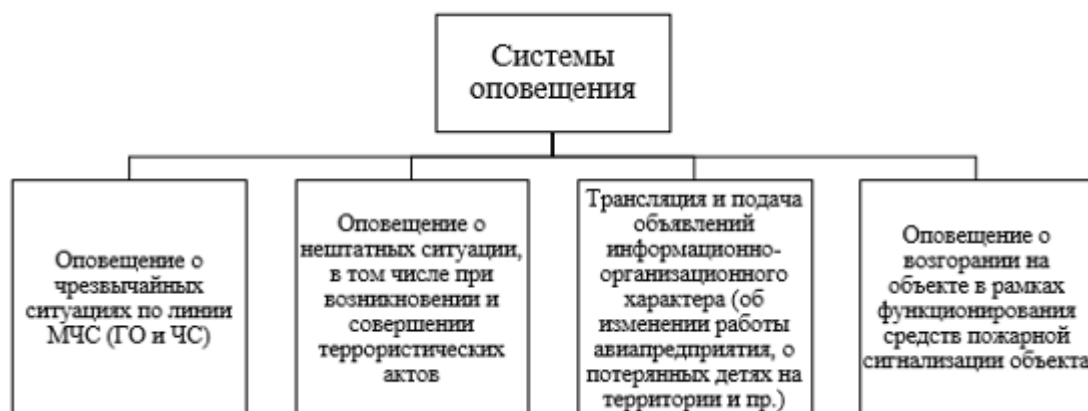 Системы
оповещения
Оповещение о
чрезвычайных
ситуациях по линии
МЧС (ГО и ЧС)
Оповещение о
нештатных ситуации,
в том числе при
возникновении и
совершении
террористических
актов
Трансляция и подача
объявлений
информационно-
организационного
характера (об
изменении работы
авиапредприятия, о
потерянных детях на
территории и пр.)
Оповещение о
возгорании на
объекте в рамках
функционирования
средств пожарной
сигнализации объекта